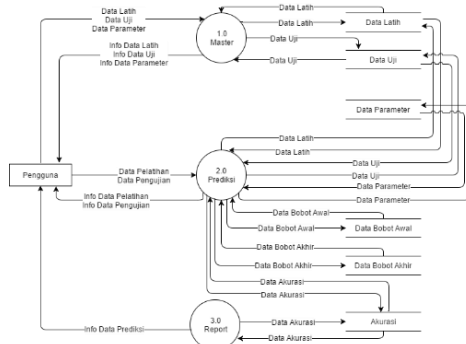 Data Latih
Data Uji
Data Parameter
Info Data Latih
Info Data Uji
Info Data Parameter
1.0
Master
Data Latih
Data Latih
Data Latih
Data Uji
Data Uji
Data Uji
Data Parameter
Pengguna
Data Pelatihan
Data Pengujian
Info Data Pelatihan
Info Data Pengujian
2.0
Prediksi
Data Latih
Data Latih
Data Uji
Data Uji
Data Parameter
Data Parameter
Data Bobot Awal
Data Bobot Awal
Data Bobot Awal
Data Bobot Akhir
Data Bobot Akhir
Data Bobot Akhir
Data Akurasi
Data Akurasi
Info Data Prediksi
3.0
Report
Data Akurasi
Data Akurasi
Akurasi